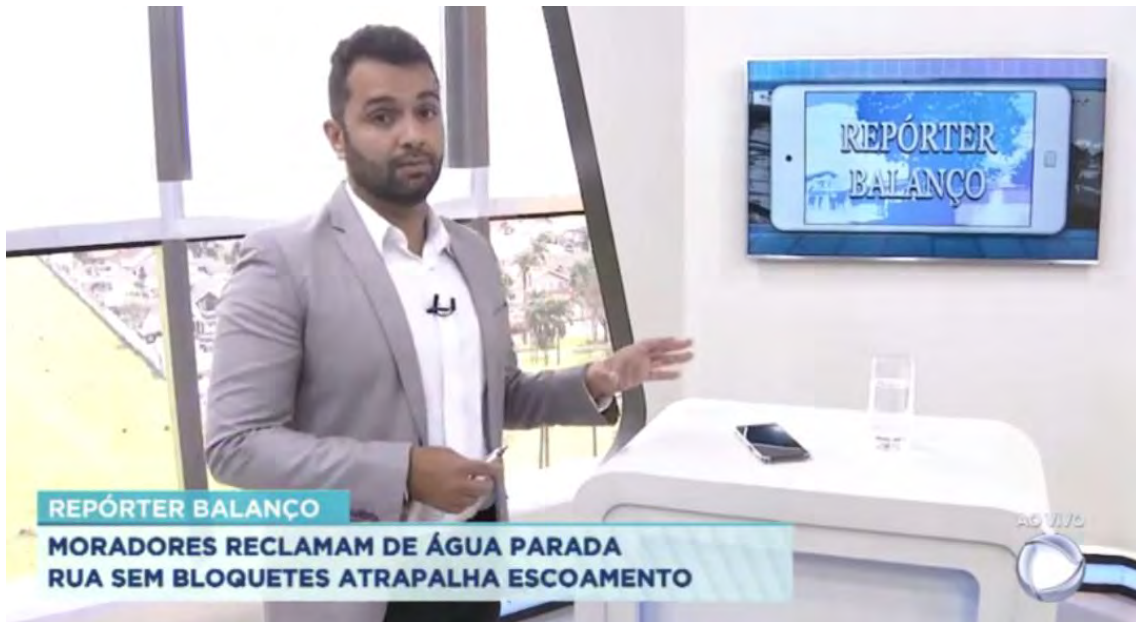 REPÓRTER
BALANÇO
REPÓRTER BALANÇO
MORADORES RECLAMAM DE ÁGUA PARADA
RUA SEM BLOQUETES ATRAPALHA ESCOAMENTO
AO VIVO